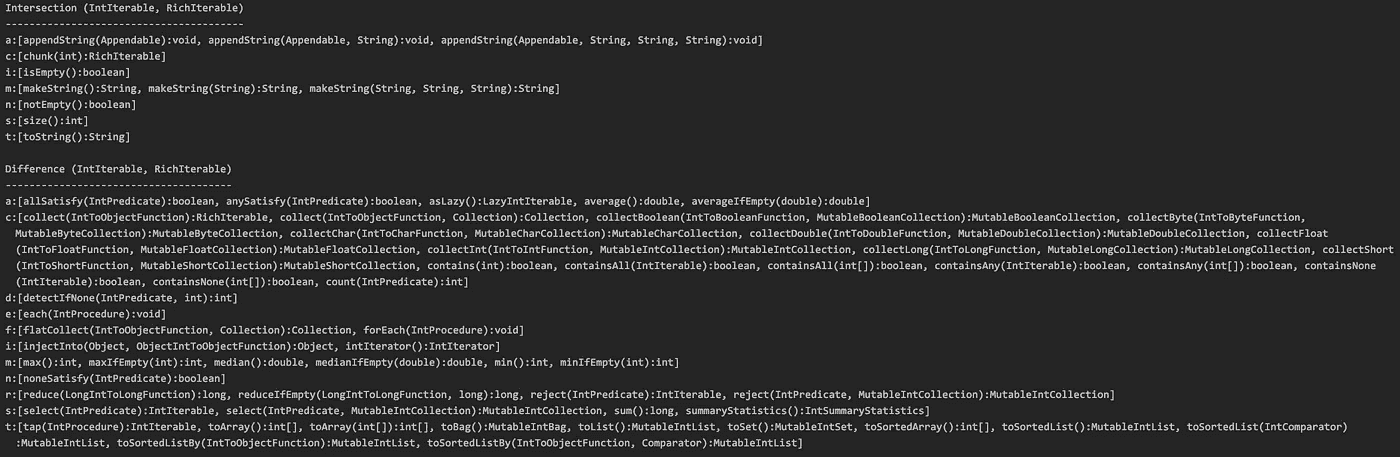 Intersection (IntIterable, RichIterable)
----------------------------------------
a:[appendString(Appendable):void, appendString(Appendable, String):void, appendString(Appendable, String, String, String):void]
c:[chunk(int):RichIterable]
i:[isEmpty():boolean]
m:[makeString():String, makeString(String):String, makeString(String, String, String):String]
n:[notEmpty():boolean]
s:[size():int]
t:[toString():String]

Difference (IntIterable, RichIterable)
--------------------------------------
a:[allSatisfy(IntPredicate):boolean, anySatisfy(IntPredicate):boolean, asLazy():LazyIntIterable, average():double, averageIfEmpty(double):double]
c:[collect(IntToObjectFunction):RichIterable, collect(IntToObjectFunction, Collection):Collection, collectBoolean(IntToBooleanFunction, MutableBooleanCollection):MutableBooleanCollection, collectByte(IntToByteFunction,
MutableByteCollection):MutableByteCollection, collectChar(IntToCharFunction, MutableCharCollection):MutableCharCollection, collectDouble(IntToDoubleFunction, MutableDoubleCollection):MutableDoubleCollection, collectFloat
(IntToFloatFunction, MutableFloatCollection):MutableFloatCollection, collectInt(IntToIntFunction, MutableIntCollection):MutableIntCollection, collectLong(IntToLongFunction, MutableLongCollection):MutableLongCollection, collectShort
(IntToShortFunction, MutableShortCollection):MutableShortCollection, contains(int):boolean, containsAll(IntIterable):boolean, containsAll(int[]):boolean, containsAny(IntIterable):boolean, containsAny(int[]):boolean, containsNone
(IntIterable):boolean, containsNone(int[]):boolean, count(IntPredicate):int]
d:[detectIfNone(IntPredicate, int):int]
e:[each(IntProcedure):void]
f:[flatCollect(IntToObjectFunction, Collection):Collection, forEach(IntProcedure):void]
i:[injectInto(Object, ObjectIntToObjectFunction):Object, intIterator():IntIterator]
m:[max():int, maxIfEmpty(int):int, median():double, medianIfEmpty(double):double, min():int, minIfEmpty(int):int]
n:[noneSatisfy(IntPredicate):boolean]
r:[reduce(LongIntToLongFunction):long, reduceIfEmpty(LongIntToLongFunction, long):long, reject(IntPredicate):IntIterable, reject(IntPredicate, MutableIntCollection):MutableIntCollection]
s:[select(IntPredicate):IntIterable, select(IntPredicate, MutableIntCollection):MutableIntCollection, sum():long, summaryStatistics():IntSummaryStatistics]
t:[tap(IntProcedure):IntIterable, toArray():int[], toArray(int[]):int[], toBag():MutableIntBag, toList():MutableIntList, toSet():MutableIntSet, toSortedArray():int[], toSortedList():MutableIntList, toSortedList(IntComparator)
:MutableIntList, toSortedListBy(IntToObjectFunction):MutableIntList, toSortedListBy(IntToObjectFunction, Comparator):MutableIntList]